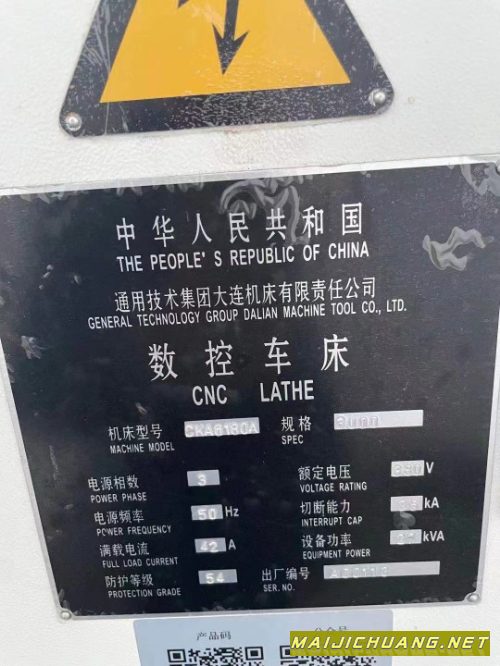 中华人民共和国
THE PEOPLE'S REPUBLIC OF CHINA
通用技术集团大连机床有限责任公司
GENERAL TECHNOLOGY GROUP DALIAN MACHINE TOOL CO., LTD.
数控车床
CNC LATHE
机床型号 CKA6180A 规格
MACHINE MODEL SPEC
电源相数 3 额定电压 380 V
POWER PHASE VOLTAGE RATING
电源频率 50 Hz 切断能力 kA
POWER FREQUENCY INTERRUPT CAP
满载电流 42 A 设备功率 kVA
FULL LOAD CURRENT EQUIPMENT POWER
防护等级 54 出厂编号
PROTECTION GRADE SER.NO.
产品码 公众号
MAIJICHUANG.NET